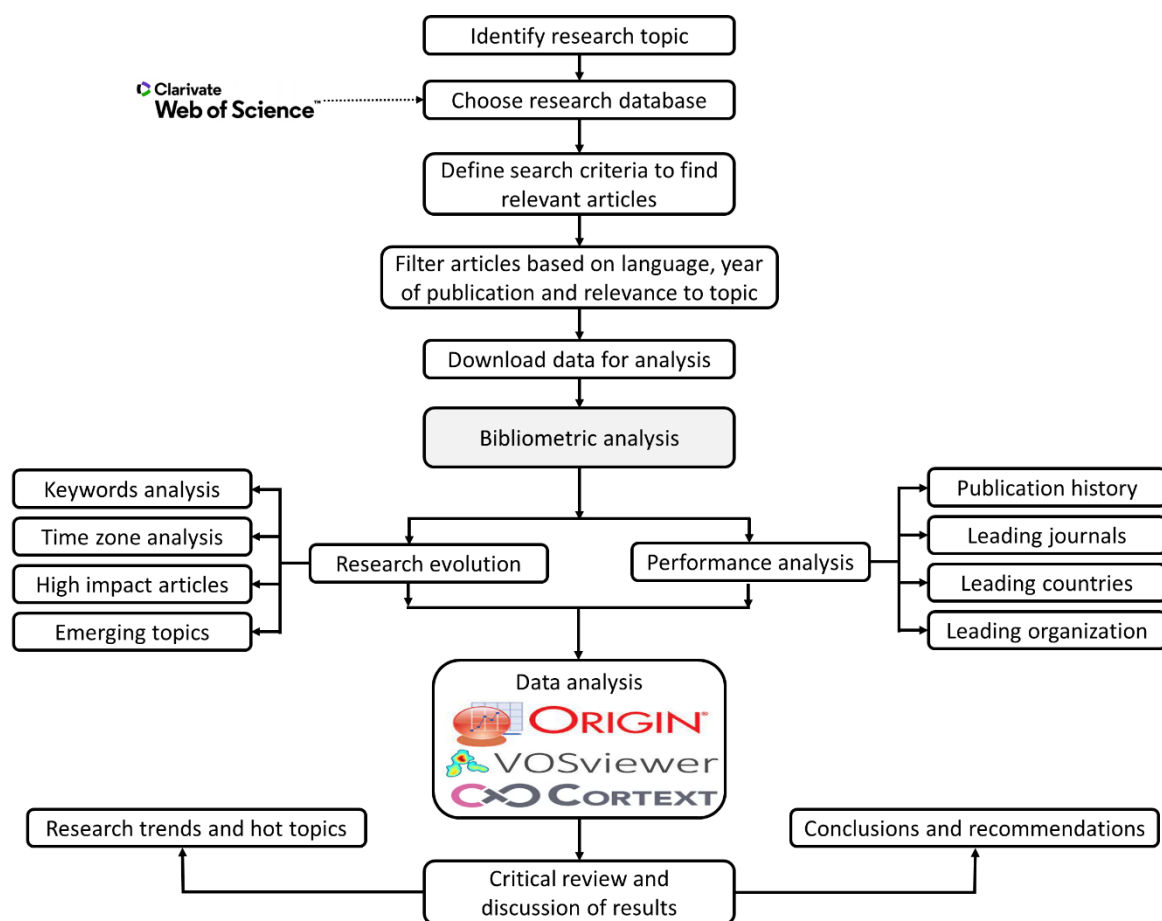 Identify research topic
Clarivate
Web of Science™
Choose research database
Define search criteria to find
relevant articles
Filter articles based on language, year
of publication and relevance to topic
Download data for analysis
Bibliometric analysis
Keywords analysis
Time zone analysis
High impact articles
Emerging topics
Research evolution
Performance analysis
Publication history
Leading journals
Leading countries
Leading organization
Data analysis
ORIGIN®
VOSviewer
CORTEXT
Research trends and hot topics
Conclusions and recommendations
Critical review and
discussion of results